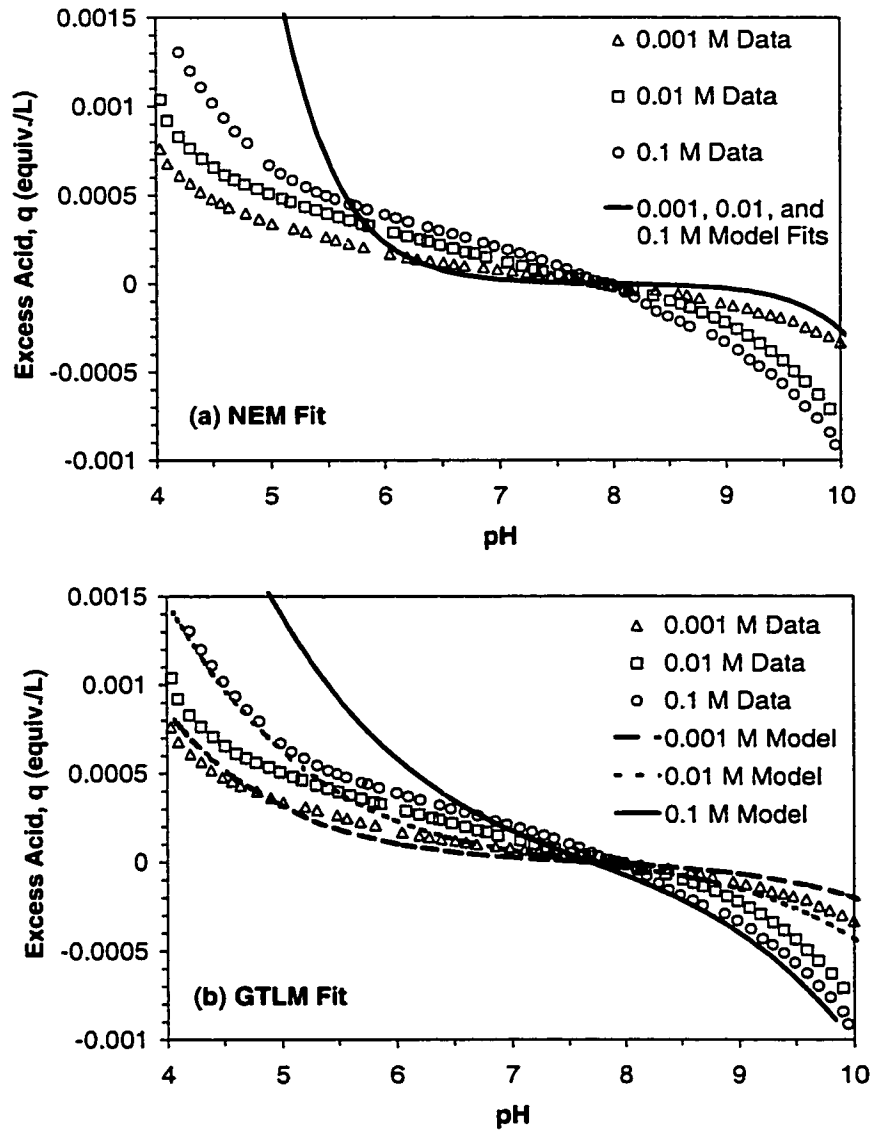 0.0015
0.001
0.0005
0
-0.0005
-0.001
Excess Acid, q (equiv./L)
0.001 M Data
0.01 M Data
0.1 M Data
0.001, 0.01, and
0.1 M Model Fits
(a) NEM Fit
4 5 6 7 8 9 10
pH
0.0015
0.001
0.0005
0
-0.0005
-0.001
Excess Acid, q (equiv./L)
0.001 M Data
0.01 M Data
0.1 M Data
0.001 M Model
0.01 M Model
0.1 M Model
(b) GTLM Fit
4 5 6 7 8 9 10
pH